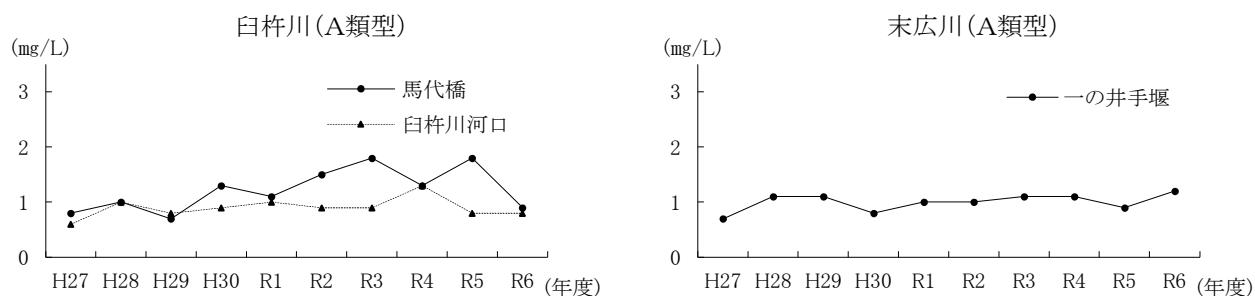 臼杵川(A類型)
(mg/L)
3
2
1
0
馬代橋
臼杵川河口
H27 H28 H29 H30 R1 R2 R3 R4 R5 R6 (年度)
末広川(A類型)
(mg/L)
3
2
1
0
一の井手堰
H27 H28 H29 H30 R1 R2 R3 R4 R5 R6 (年度)